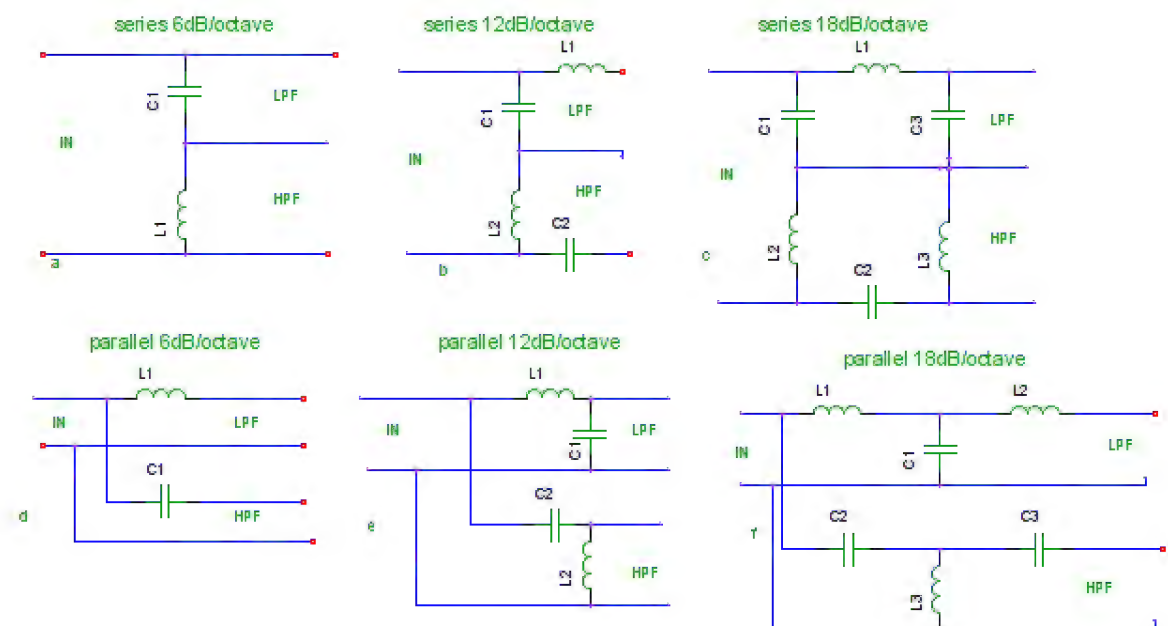 series 6dB/octave
C1
LPF
IN
HPF
L1
a
series 12dB/octave
L1
C1
LPF
IN
HPF
L2
C2
b
series 18dB/octave
L1
C1
C3
LPF
IN
L2
C2
L3
HPF
c
parallel 6dB/octave
L1
IN
LPF
C1
HPF
d
parallel 12dB/octave
L1
IN
C1
LPF
C2
e
L2
HPF
parallel 18dB/octave
L1
L2
IN
C1
LPF
C2
C3
f
L3
HPF